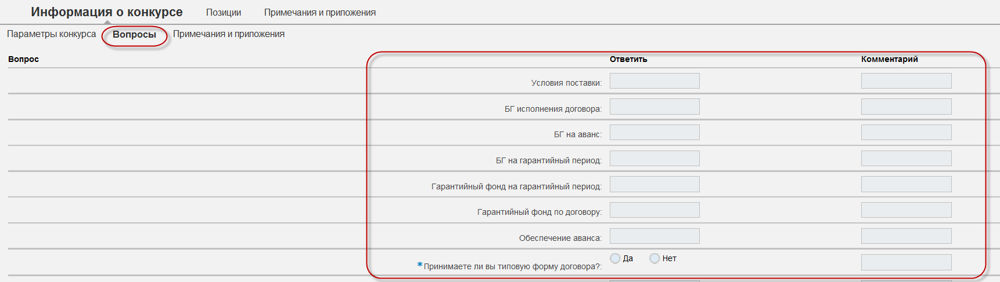 Информация о конкурсе Позиции Примечания и приложения
Параметры конкурса Вопросы Примечания и приложения
Вопрос Ответить Комментарий
Условия поставки:
БГ исполнения договора:
БГ на аванс:
БГ на гарантийный период:
Гарантийный фонд на гарантийный период:
Гарантийный фонд по договору:
Обеспечение аванса:
*Принимаете ли вы типовую форму договора?: Да Нет